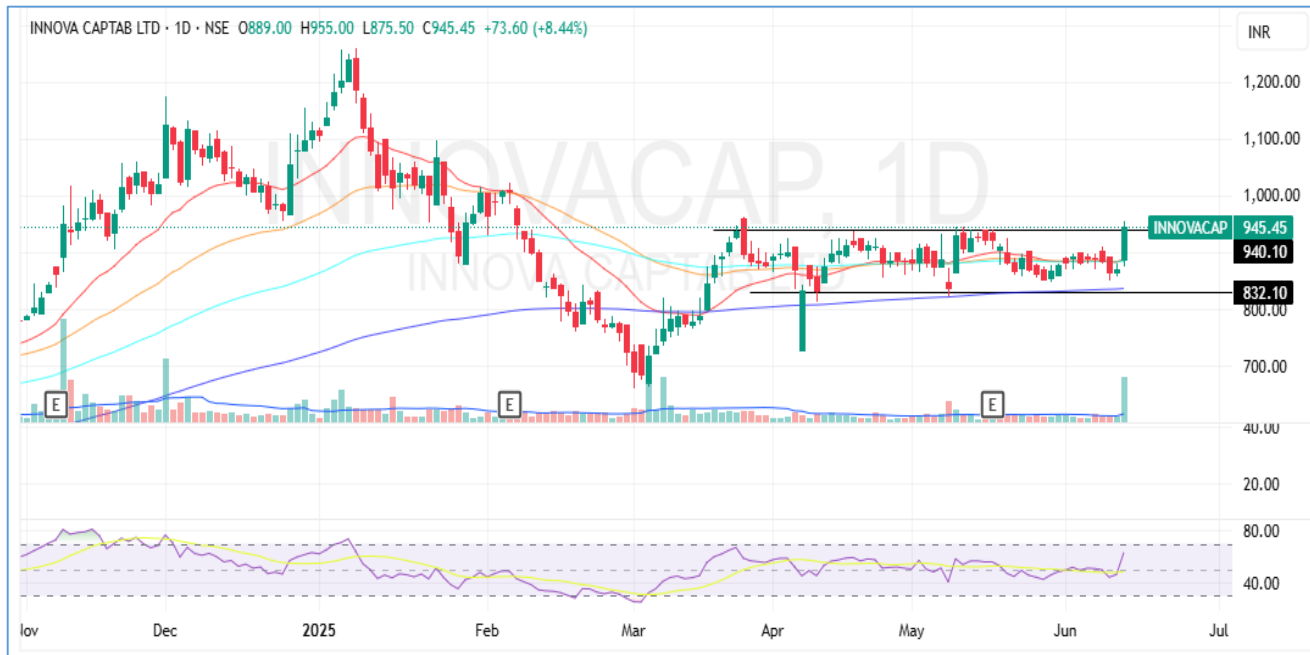 INNOVA CAPTAB LTD · 1D · NSE O889.00 H955.00 L875.50 C945.45 +73.60 (+8.44%)
INR
1,200.00
1,100.00
INNOVACAP, 1D
1,000.00
INNOVACAP 945.45
940.10
INNOVA CAPTAB LTD
832.10
800.00
700.00
E E E
40.00
20.00
80.00
40.00
Nov Dec 2025 Feb Mar Apr May Jun Jul